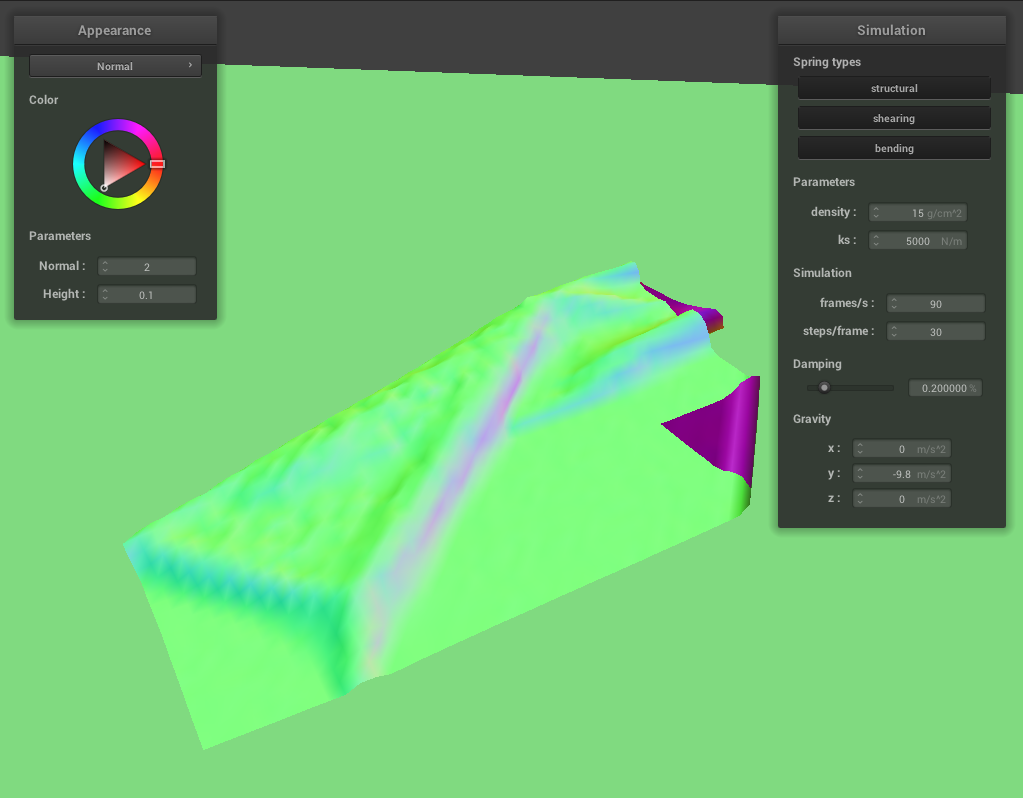 Appearance
Normal ›
Color
Parameters
Normal : 2
Height : 0.1
Simulation
Spring types
structural
shearing
bending
Parameters
density : 15 g/cm^2
ks : 5000 N/m
Simulation
frames/s : 90
steps/frame : 30
Damping
0.200000 %
Gravity
x : 0 m/s^2
y : -9.8 m/s^2
z : 0 m/s^2